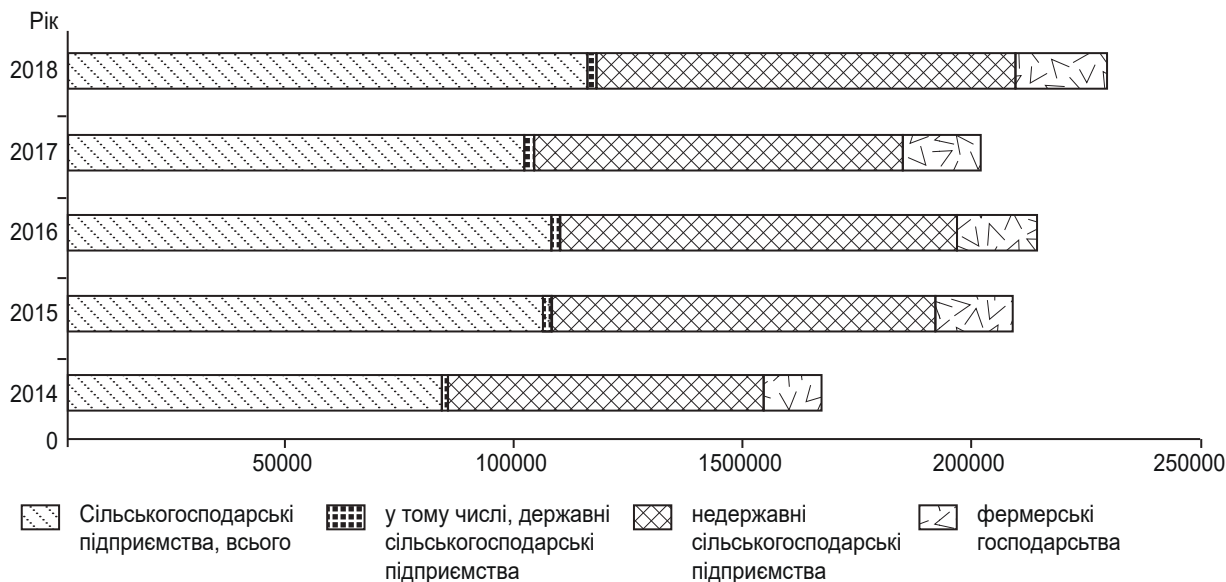 Рік
2018
2017
2016
2015
2014
0
50000 100000 1500000 200000 250000
Сільськогосподарські
підприємства, всього
у тому числі, державні
сільськогосподарські
підприємства
недержавні
сільськогосподарські
підприємства
фермерські
господарсьтва